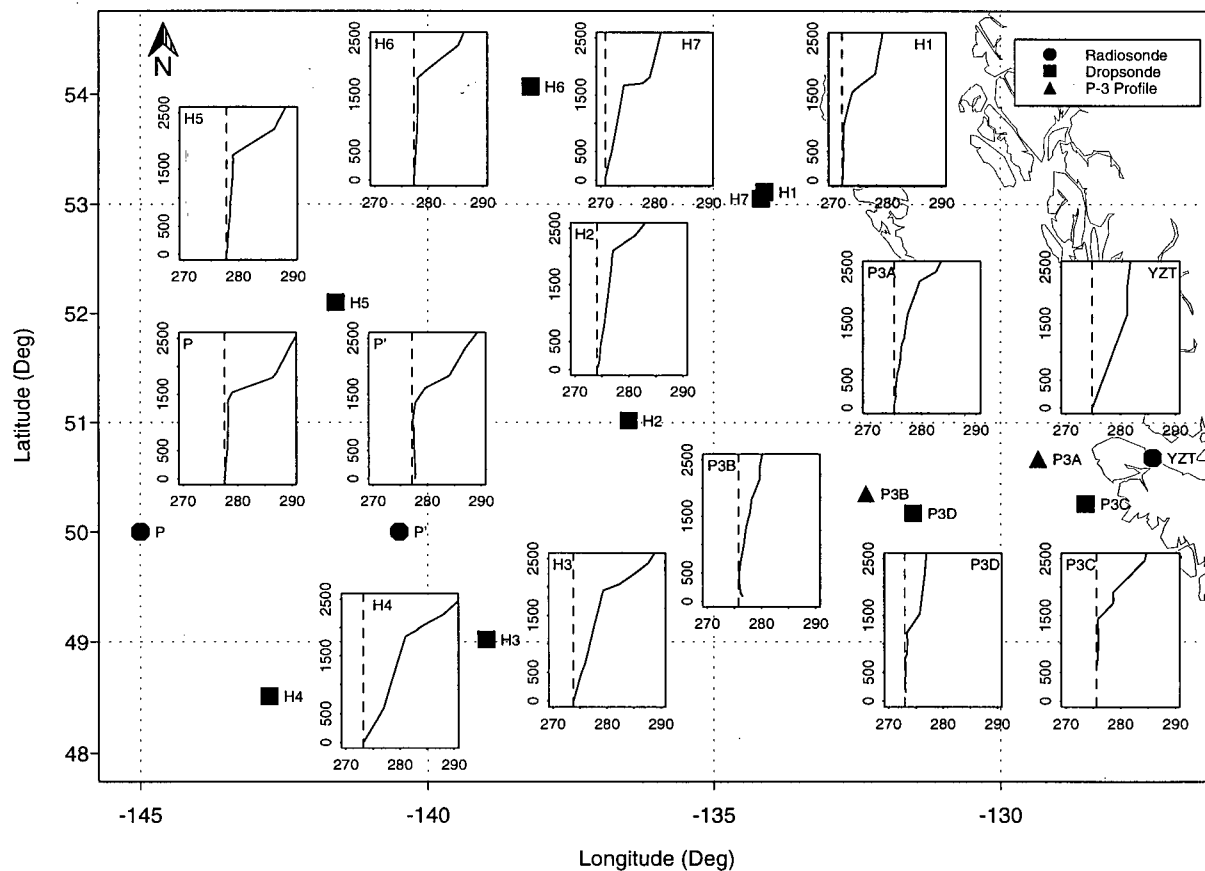 N
Radiosonde
Dropsonde
P-3 Profile
H6
0 500 1500 2500
270 280 290
H7
0 500 1500 2500
270 280 290
H1
0 500 1500 2500
270 280 290
H5
0 500 1500 2500
270 280 290
H2
0 500 1500 2500
270 280 290
P3A
0 500 1500 2500
270 280 290
YZT
0 500 1500 2500
270 280 290
P
0 500 1500 2500
270 280 290
P'
0 500 1500 2500
270 280 290
P3B
0 500 1500 2500
270 280 290
H4
0 500 1500 2500
270 280 290
H3
0 500 1500 2500
270 280 290
P3D
0 500 1500 2500
270 280 290
P3C
0 500 1500 2500
270 280 290
H6
H1
H7
H5
H2
P3A
YZT
P3B
P3D
P3C
P
P'
H3
H4
54
53
52
51
50
49
48
Latitude (Deg)
-145 -140 -135 -130
Longitude (Deg)